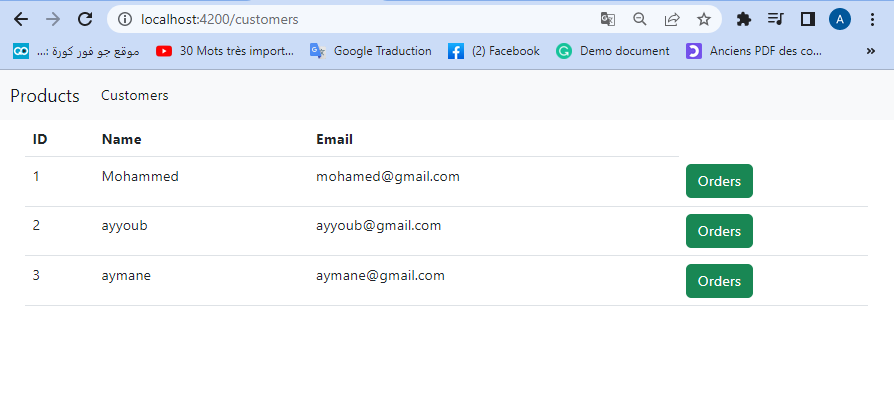 localhost:4200/customers
A
موقع جو فور كورة :...
30 Mots très import...
Google Traduction
(2) Facebook
Demo document
Anciens PDF des co...
»
Products Customers
ID Name Email
1 Mohammed mohamed@gmail.com Orders
2 ayyoub ayyoub@gmail.com Orders
3 aymane aymane@gmail.com Orders